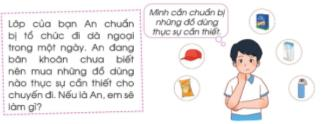 Lớp của bạn An chuẩn
bị tổ chức đi dã ngoại
trong một ngày. An đang
băn khoăn chưa biết
nên mua những đồ dùng
nào thực sự cần thiết cho
chuyến đi. Nếu là An, em sẽ
làm gì?
Mình cần chuẩn bị
những đồ dùng
thực sự cần thiết.